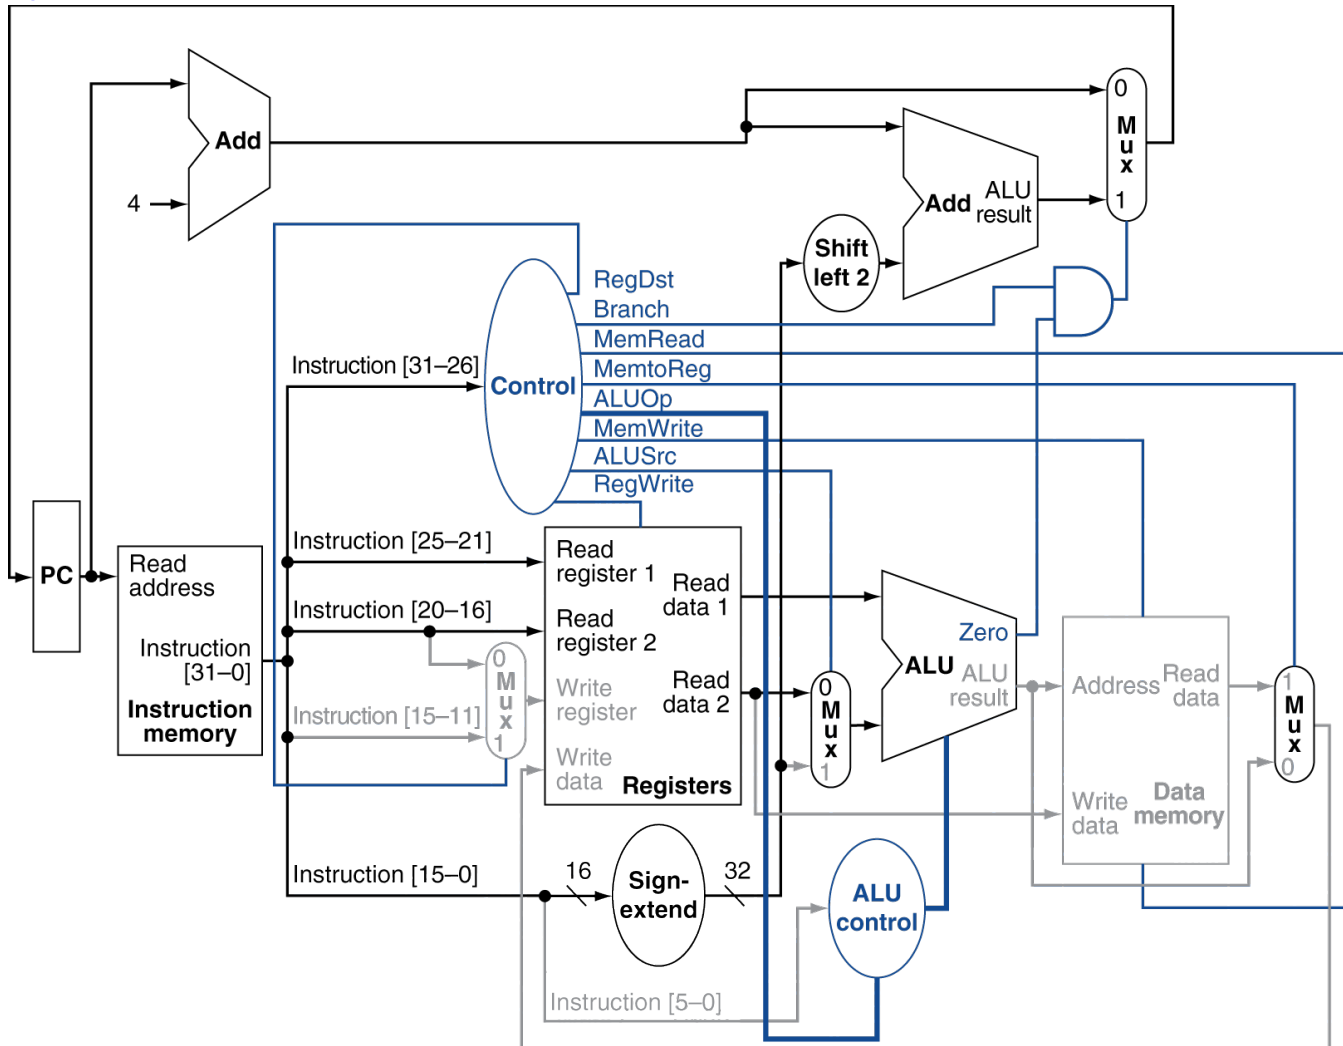 Add
4
0
M
u
x
1
Add
ALU
result
Shift
left 2
RegDst
Branch
MemRead
MemtoReg
ALUOp
MemWrite
ALUSrc
RegWrite
Control
Instruction [31–26]
Instruction [25–21]
Instruction [20–16]
Instruction [15–11]
Instruction [15–0]
Instruction [5–0]
PC
Read
address
Instruction
[31–0]
Instruction
memory
0
M
u
x
1
Read
register 1
Read
register 2
Write
register
Write
data
Read
data 1
Read
data 2
Registers
0
M
u
x
1
Zero
ALU
ALU
result
Address
Read
data
Write
data
Data
memory
1
M
u
x
0
16
Sign-
extend
32
ALU
control